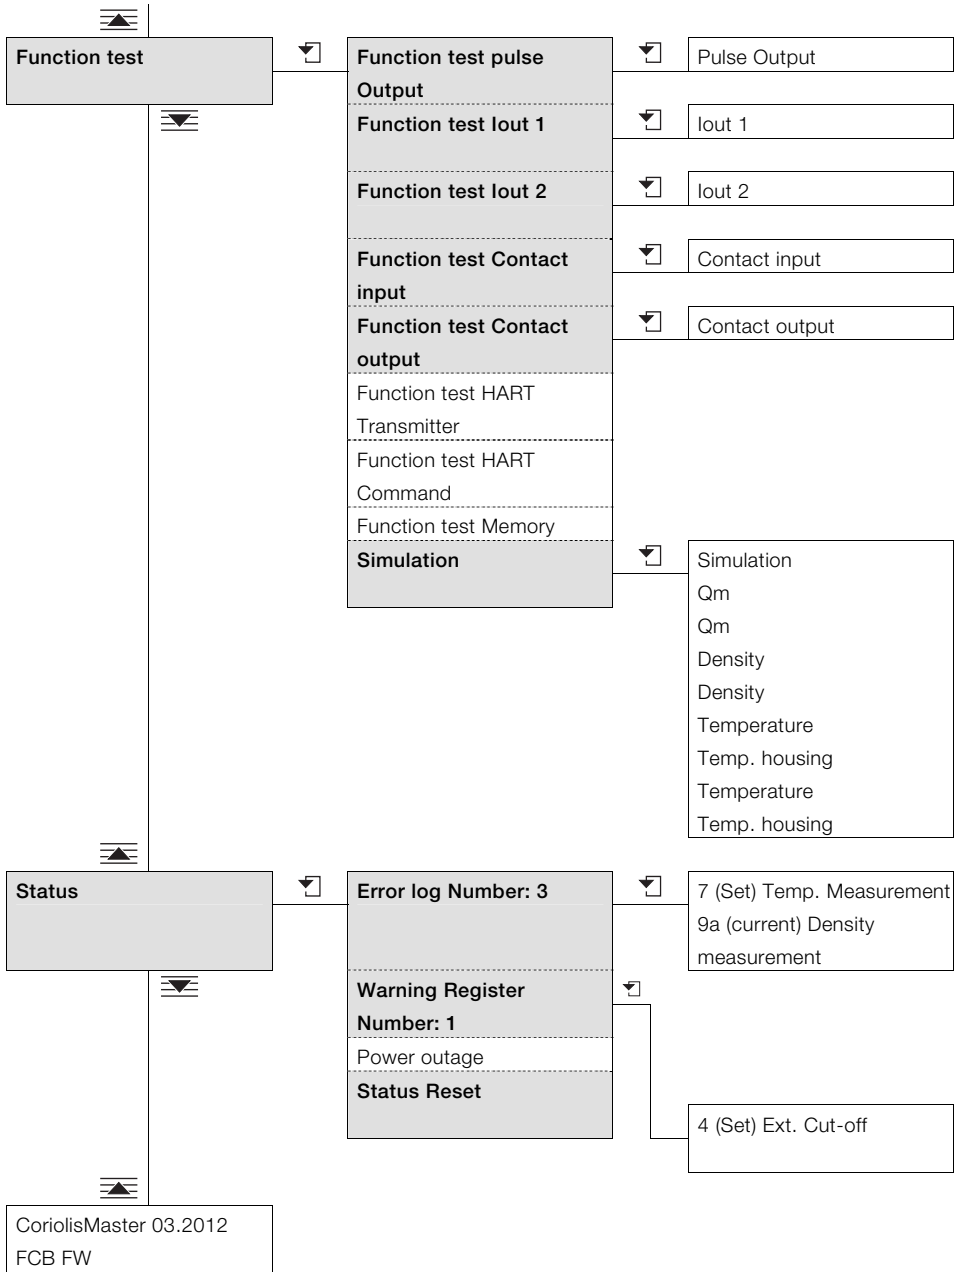 Function test
Function test pulse
Output
Pulse Output
Function test Iout 1
Iout 1
Function test Iout 2
Iout 2
Function test Contact
input
Contact input
Function test Contact
output
Contact output
Function test HART
Transmitter
Function test HART
Command
Function test Memory
Simulation
Simulation
Qm
Qm
Density
Density
Temperature
Temp. housing
Temperature
Temp. housing
Status
Error log Number: 3
7 (Set) Temp. Measurement
9a (current) Density
measurement
Warning Register
Number: 1
Power outage
Status Reset
4 (Set) Ext. Cut-off
CoriolisMaster 03.2012
FCB FW